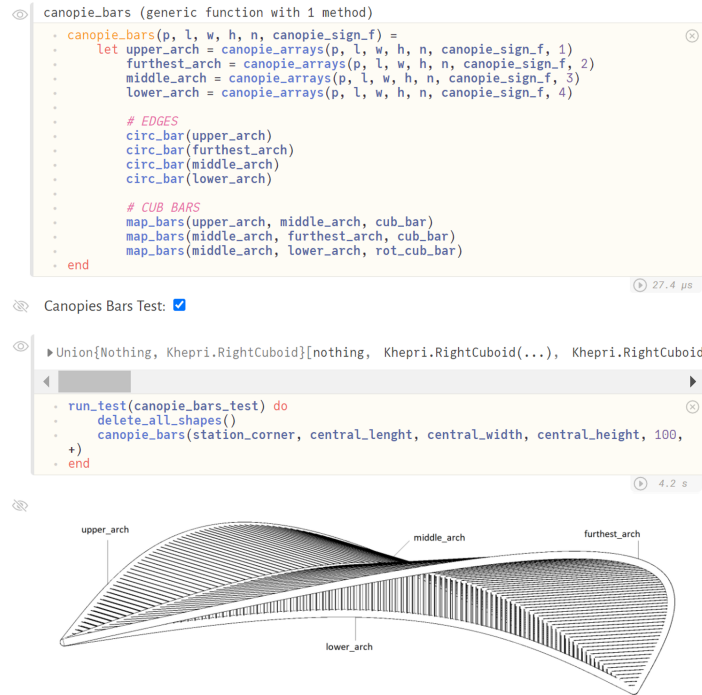 canopie_bars (generic function with 1 method)
canopie_bars(p, l, w, h, n, canopie_sign_f) =
let upper_arch = canopie_arrays(p, l, w, h, n, canopie_sign_f, 1)
furthest_arch = canopie_arrays(p, l, w, h, n, canopie_sign_f, 2)
middle_arch = canopie_arrays(p, l, w, h, n, canopie_sign_f, 3)
lower_arch = canopie_arrays(p, l, w, h, n, canopie_sign_f, 4)
# EDGES
circ_bar(upper_arch)
circ_bar(furthest_arch)
circ_bar(middle_arch)
circ_bar(lower_arch)
# CUB BARS
map_bars(upper_arch, middle_arch, cub_bar)
map_bars(middle_arch, furthest_arch, cub_bar)
map_bars(middle_arch, lower_arch, rot_cub_bar)
end
27.4 μs
Canopies Bars Test:
Union{Nothing, Khepri.RightCuboid}[nothing, Khepri.RightCuboid(...), Khepri.RightCuboid
run_test(canopie_bars_test) do
delete_all_shapes()
canopie_bars(station_corner, central_lenght, central_width, central_height, 100,
+)
end
4.2 s
upper_arch
middle_arch
furthest_arch
lower_arch